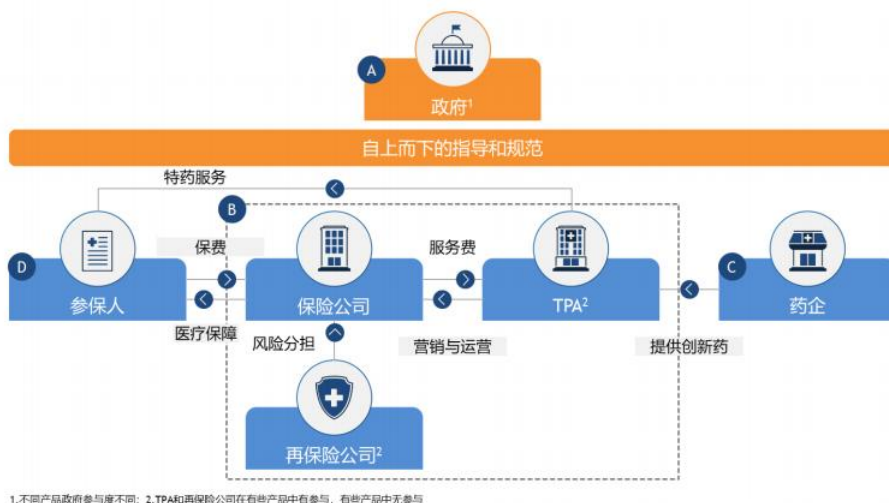 A
政府1
自上而下的指导和规范
特药服务
B
保费
服务费
D
C
参保人
保险公司
TPA2
药企
医疗保障
风险分担
营销与运营
提供创新药
再保险公司2
1.不同产品政府参与度不同；2.TPA和再保险公司在有些产品中有参与，有些产品中无参与